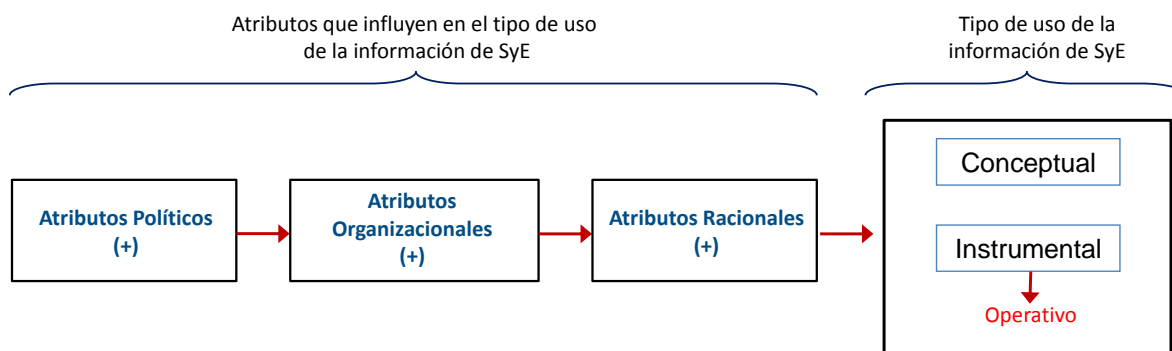 Atributos que influyen en el tipo de uso
de la información de SyE
Tipo de uso de la
información de SyE
Atributos Políticos
(+)
Atributos
Organizacionales
(+)
Atributos Racionales
(+)
Conceptual
Instrumental
Operativo